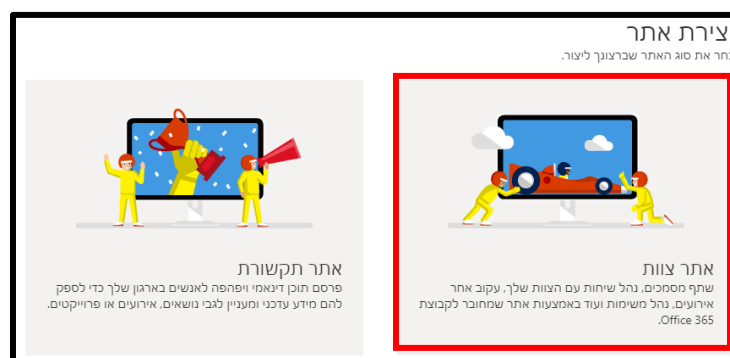 צירת אתר
בחר את סוג האתר שברצונך ליצור.
אתר צוות
שתף מסמכים, נהל שיחות עם הצוות שלך, עקוב אחר
אירועים, נהל משימות ועוד באמצעות אתר שמחובר לקבוצת
Office 365.
אתר תקשורת
פרסם תוכן דינאמי ויפהפה לאנשים בארגון שלך כדי לספק
להם מידע עדכני ומעניין לגבי נושאים, אירועים או פרוייקטים.